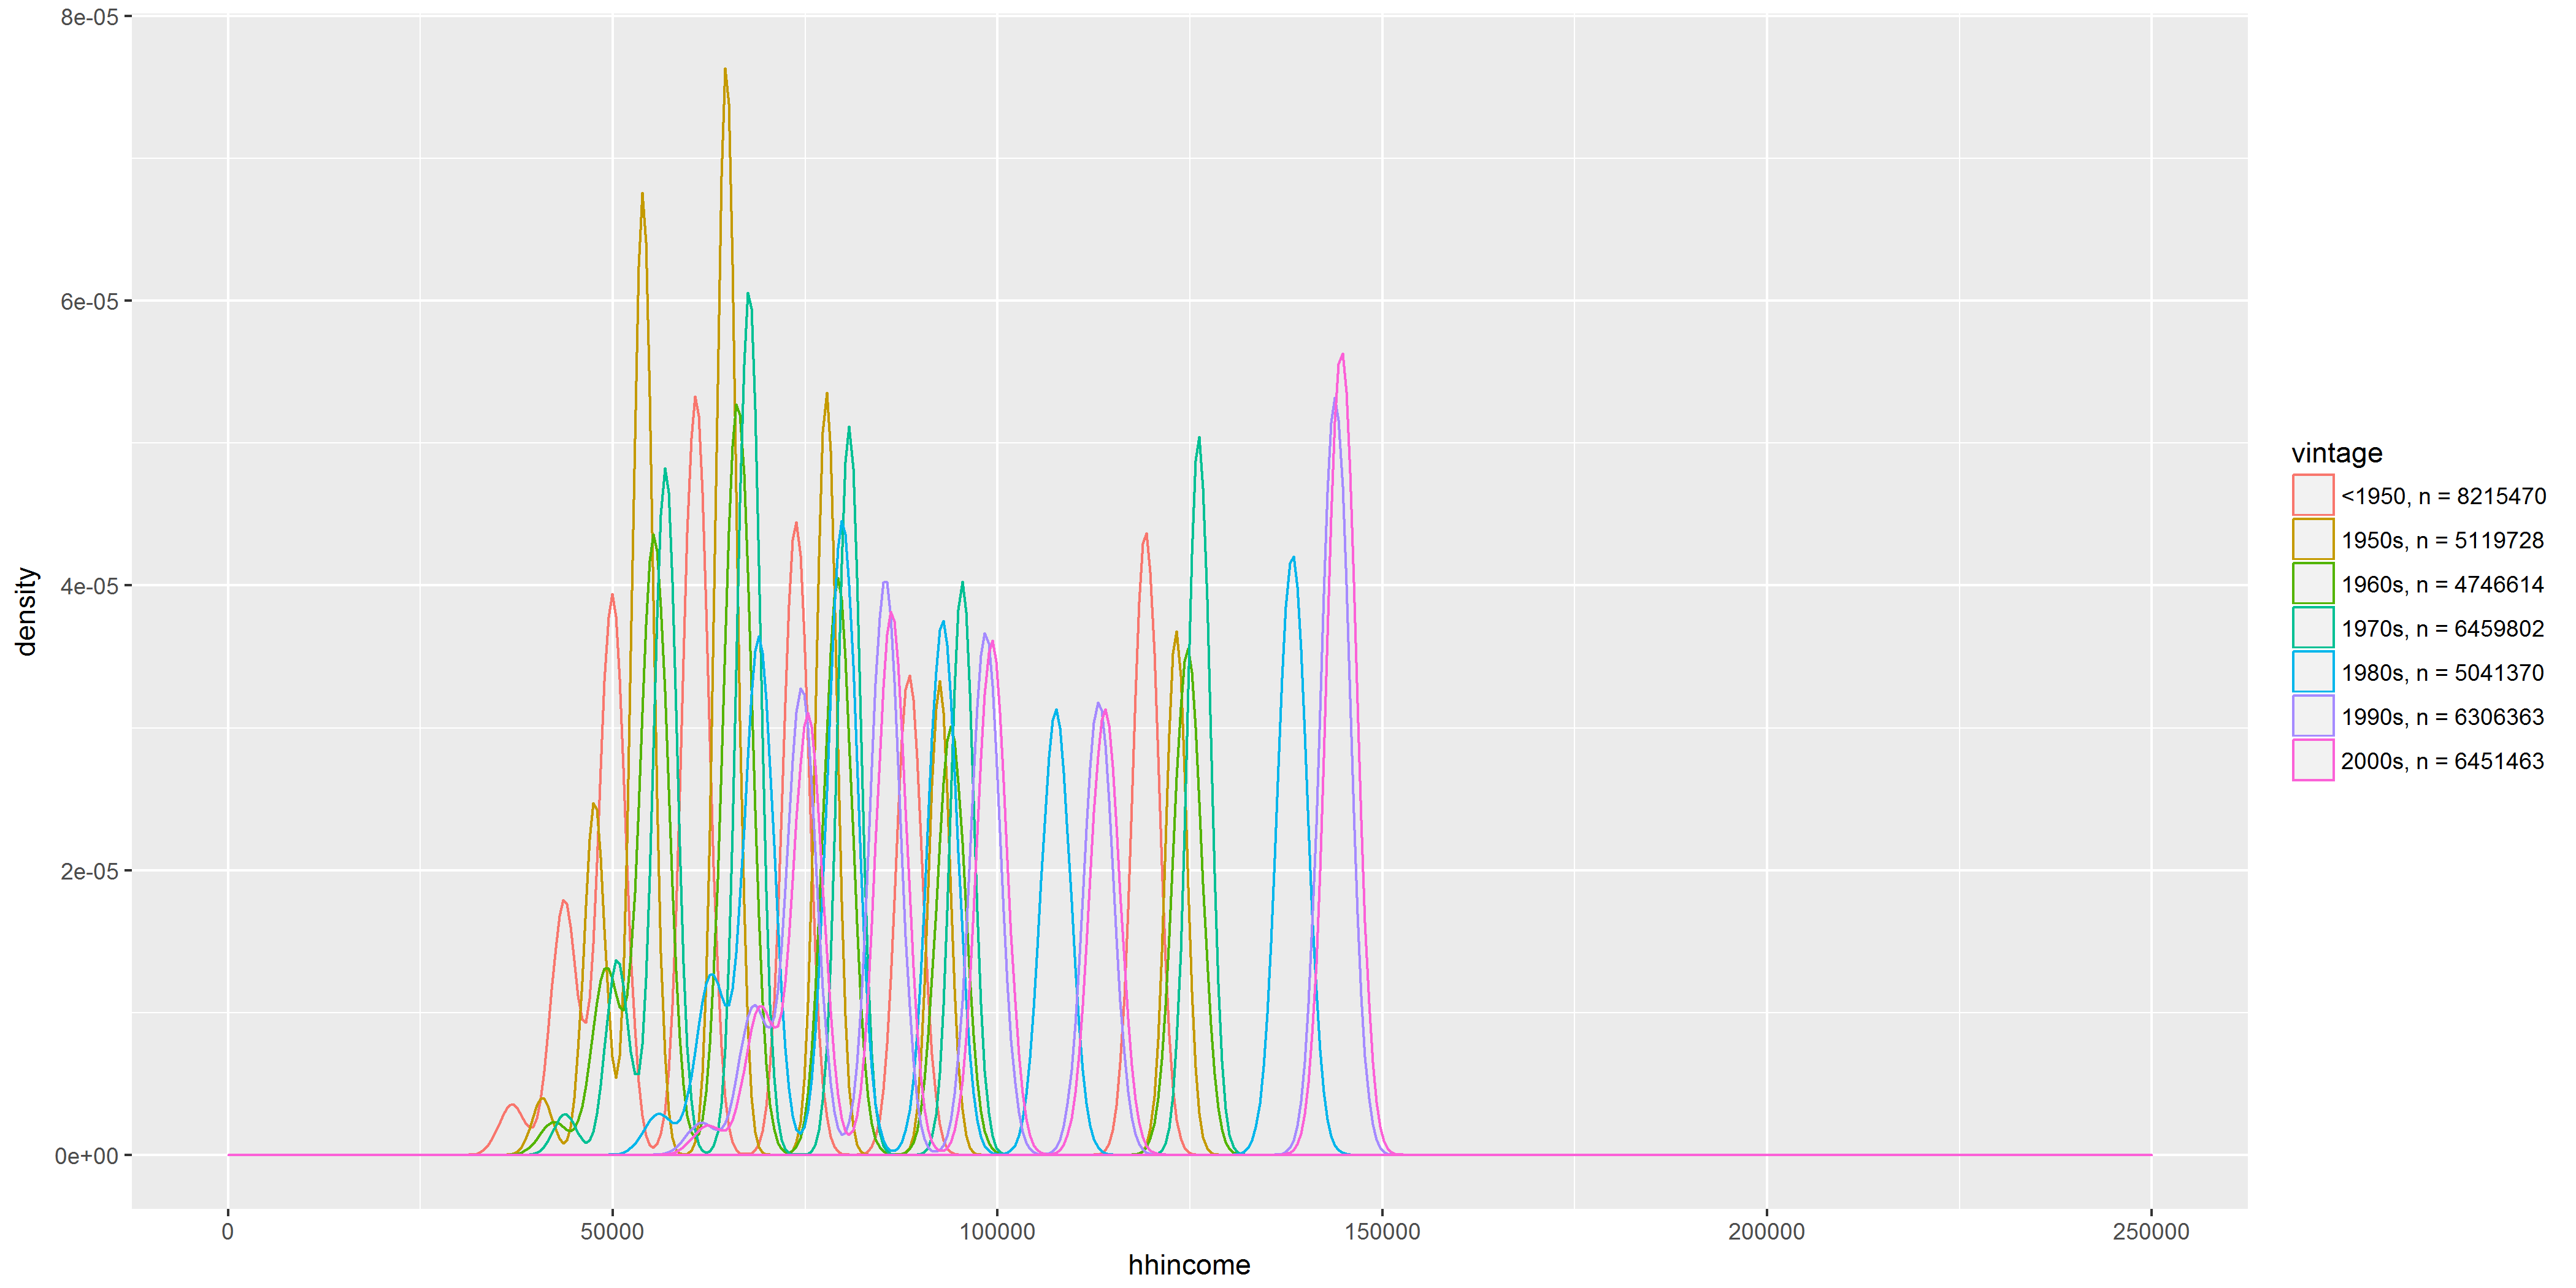 8e-05
6e-05
4e-05
2e-05
0e+00
density
0
50000
100000
150000
200000
250000
hhincome
vintage
<1950, n = 8215470
1950s, n = 5119728
1960s, n = 4746614
1970s, n = 6459802
1980s, n = 5041370
1990s, n = 6306363
2000s, n = 6451463